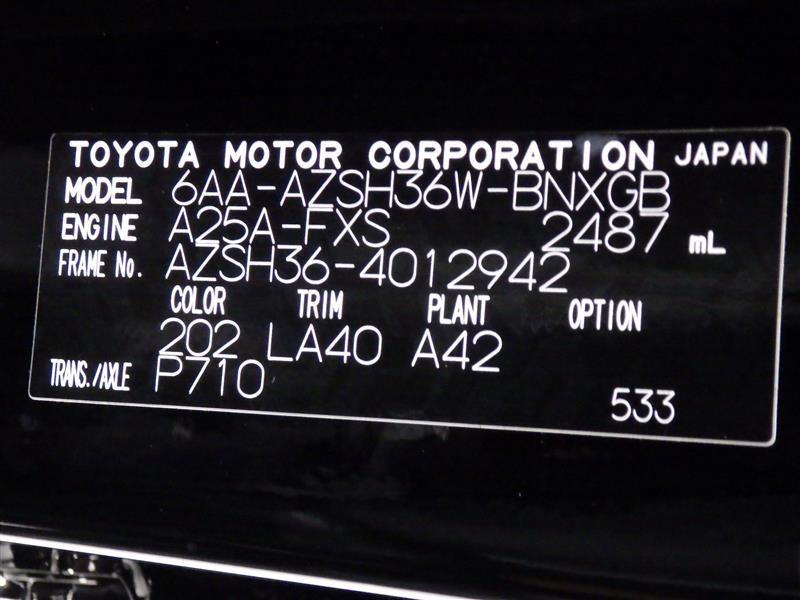 TOYOTA MOTOR CORPORATION JAPAN
MODEL 6AA-AZSH36W-BNXGB
ENGINE A25A-FXS 2487 mL
FRAME No. AZSH36-4012942
COLOR TRIM PLANT OPTION
202 LA40 A42
TRANS./AXLE P710
533